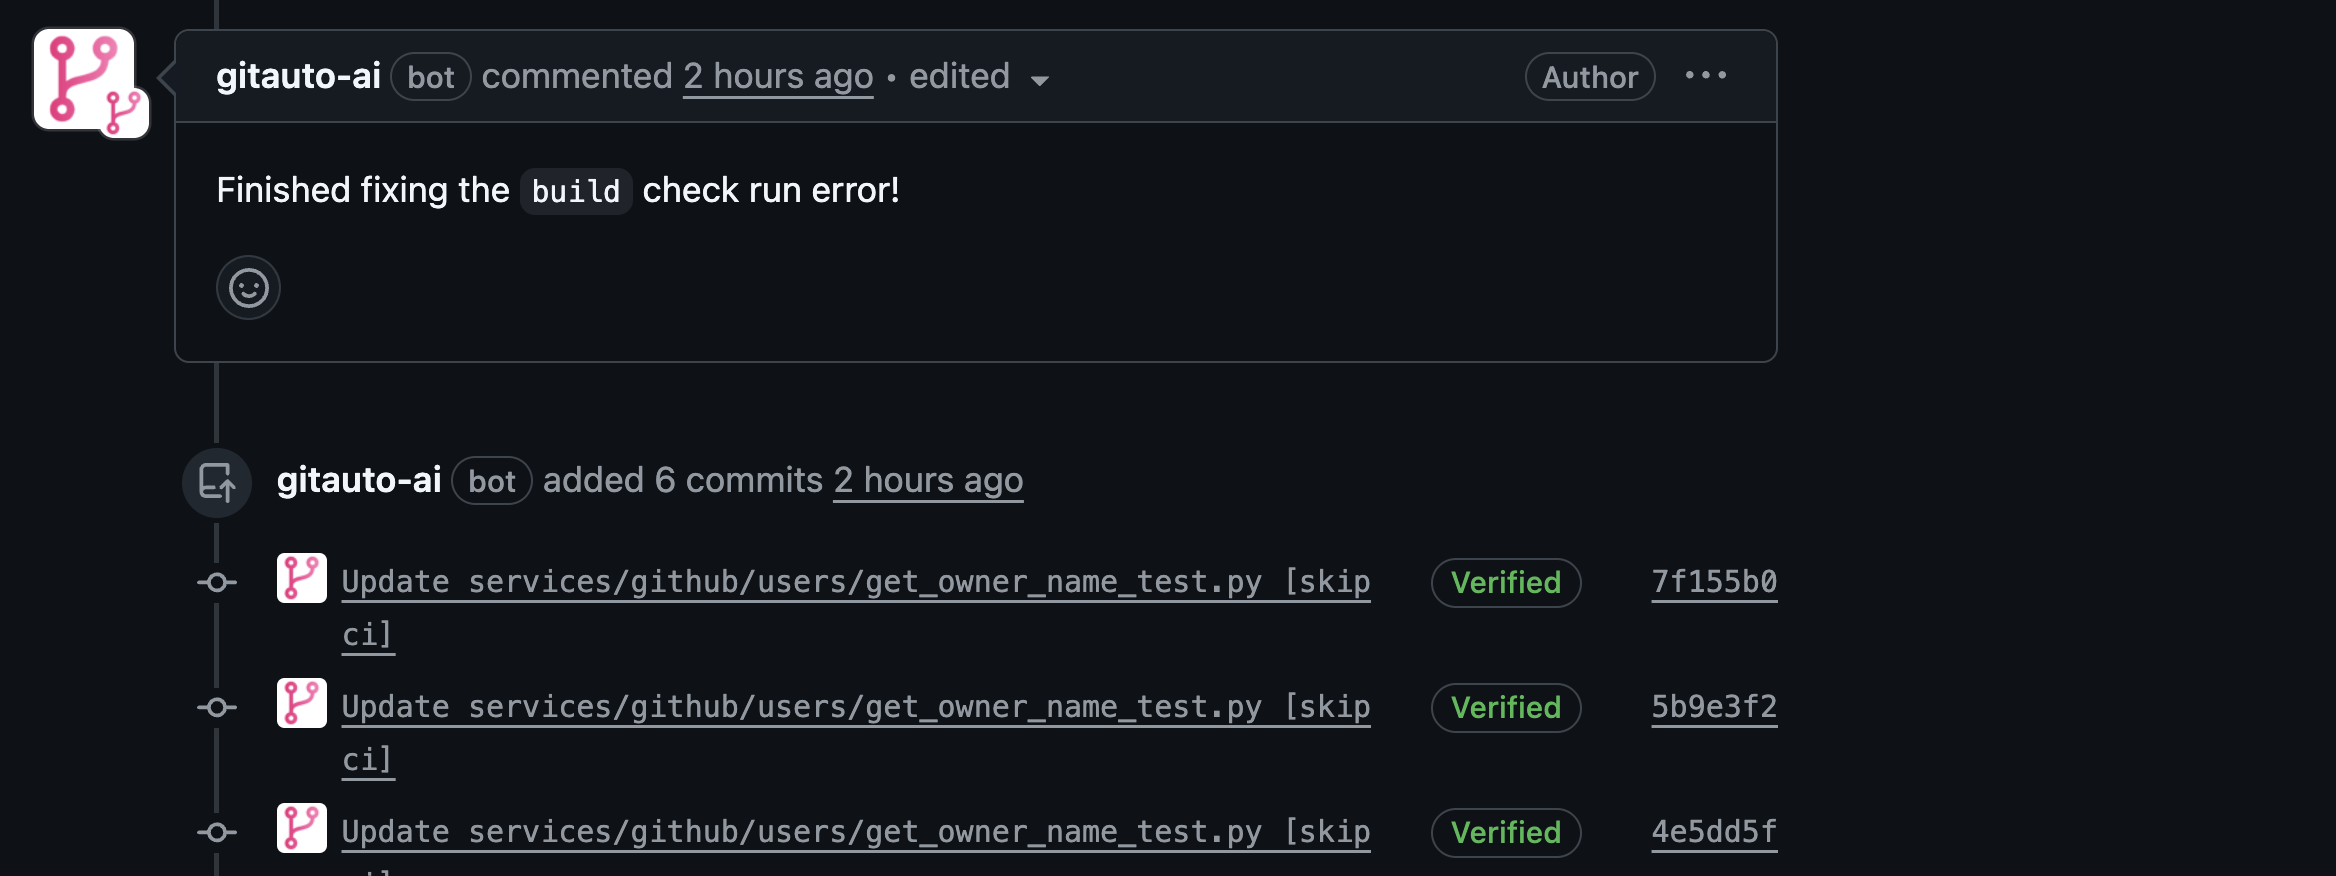 gitauto-ai bot commented 2 hours ago • edited Author ...
Finished fixing the build check run error!
gitauto-ai bot added 6 commits 2 hours ago
Update services/github/users/get_owner_name_test.py [skip Verified 7f155b0
ci]
Update services/github/users/get_owner_name_test.py [skip Verified 5b9e3f2
ci]
Update services/github/users/get_owner_name_test.py [skip Verified 4e5dd5f